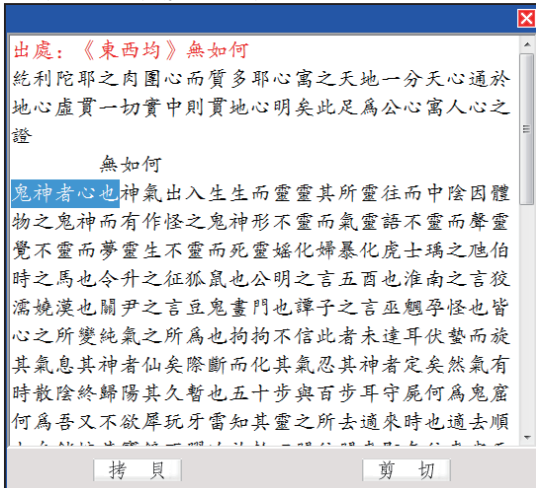 出處：《東西均》無如何
紇利陀耶之肉團心而質多耶心寓之天地一分天心通於
地心虛貫一切實中則貫地心明矣此足爲公心寓人心之
證
無如何
鬼神者心也神氣出入生生而靈靈其所靈往而中陰因體
物之鬼神而有作怪之鬼神形不靈而氣靈語不靈而聲靈
覺不靈而夢靈生不靈而死靈媱化婦暴化虎士瑀之虺伯
時之馬也令升之征狐鼠也公明之言五酉也淮南之言狡
濡嬈漠也關尹之言豆鬼畫門也譚子之言巫魍孕怪也皆
心之所變純氣之所爲也拘拘不信此者未達耳伏蟄而旋
其氣息其神者仙矣際斷而化其氣忍其神者定矣然氣有
時散陰終歸陽其久暫也五十步與百步耳守屍何爲鬼窟
何爲吾又不欲犀玩牙雷知其靈之所去適來時也適去順
拷 貝
剪 切